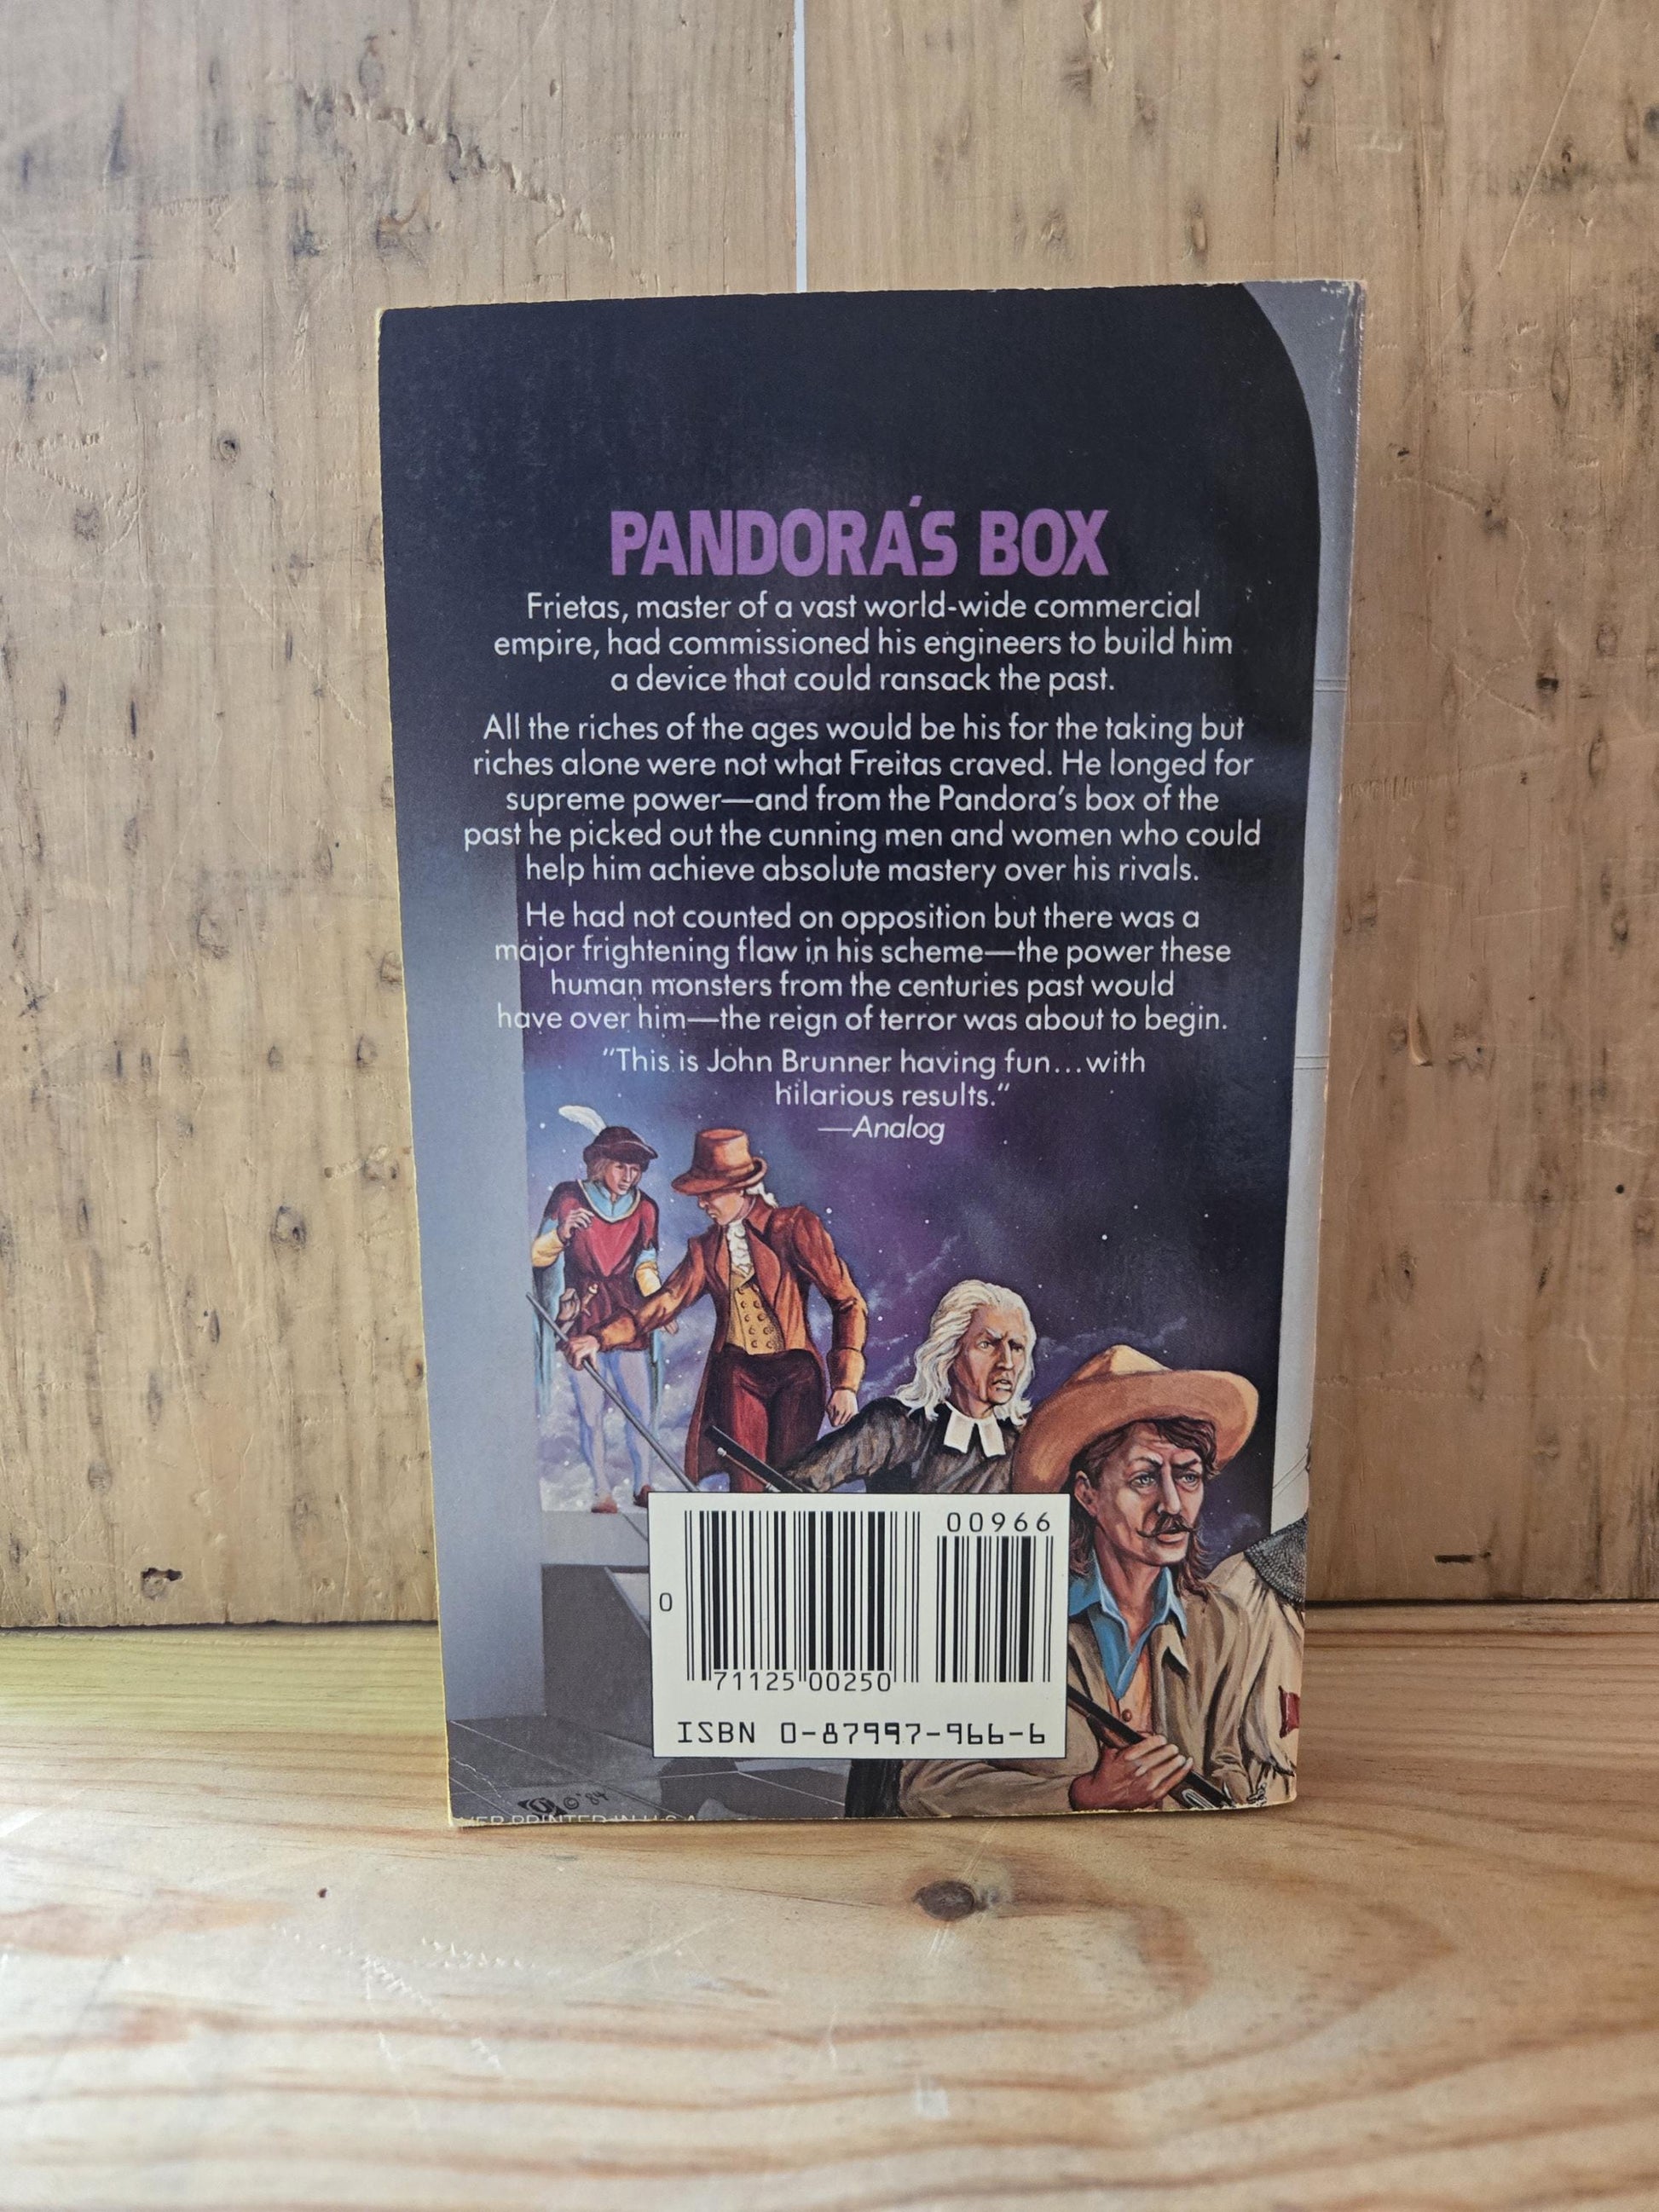 PANDORA'S BOX
Frietas, master of a vast world-wide commercial
empire, had commissioned his engineers to build him
a device that could ransack the past.
All the riches of the ages would be his for the taking but
riches alone were not what Freitas craved. He longed for
supreme power—and from the Pandora's box of the
past he picked out the cunning men and women who could
help him achieve absolute mastery over his rivals.
He had not counted on opposition but there was a
major frightening flaw in his scheme—the power these
human monsters from the centuries past would
have over him—the reign of terror was about to begin.
"This is John Brunner having fun...with
hilarious results."
—Analog
00966
0
71125 00250
ISBN 0-87997-966-6
© '84
PRINTED IN U.S.A.